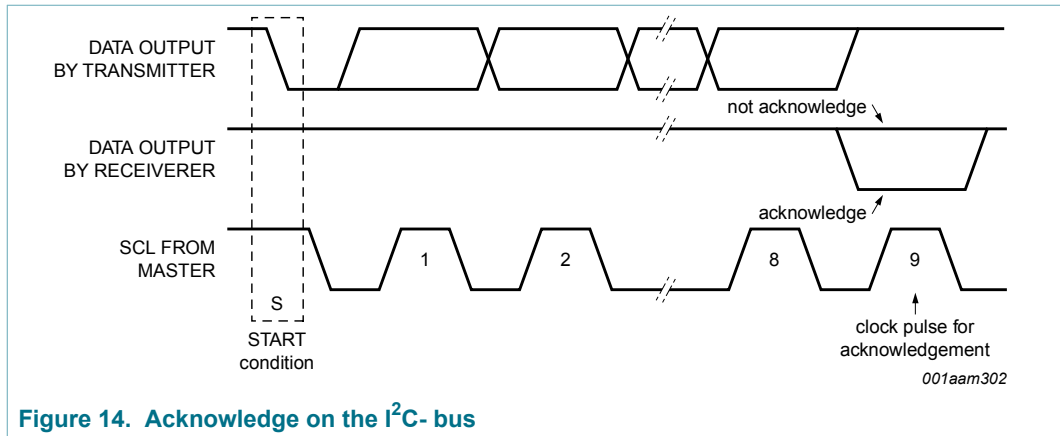 DATA OUTPUT
BY TRANSMITTER
not acknowledge
DATA OUTPUT
BY RECEIVERER
acknowledge
SCL FROM
MASTER
1
2
8
9
S
START
condition
clock pulse for
acknowledgement
001aam302
Figure 14. Acknowledge on the I²C- bus